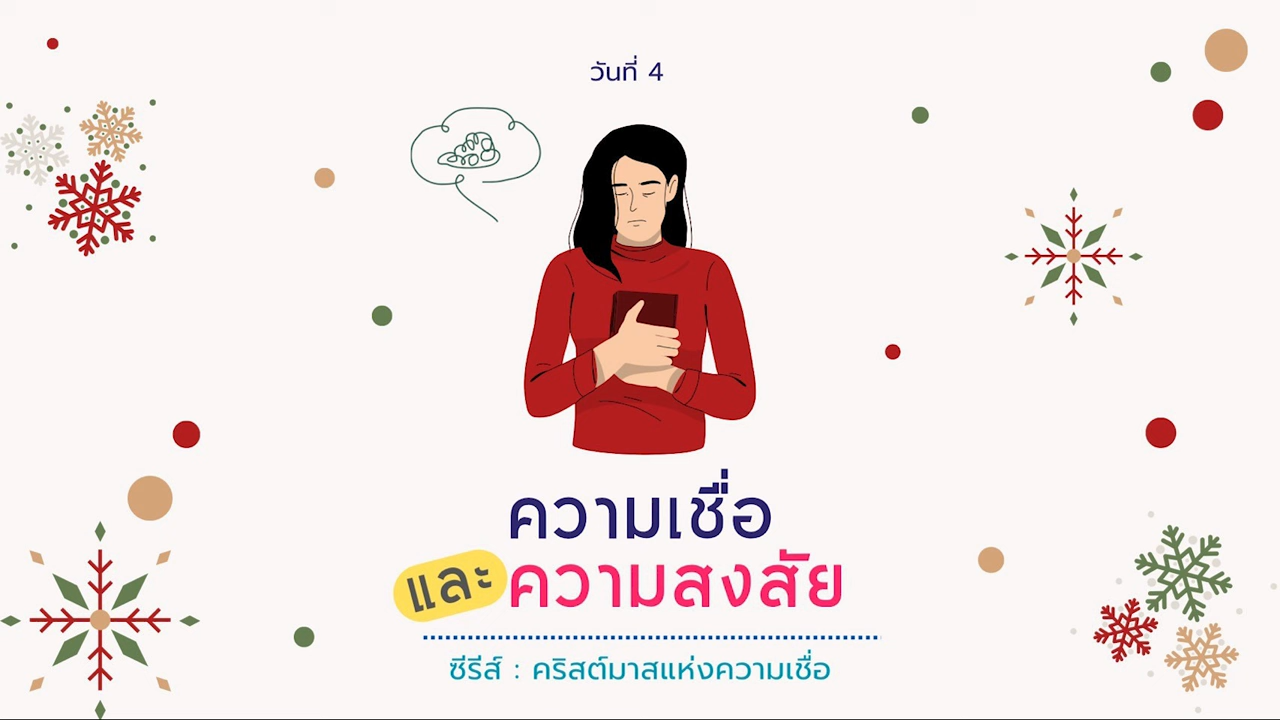 วันที่ 4
ความเชื่อ
และความสงสัย
ซีรีส์ : คริสต์มาสแห่งความเชื่อ